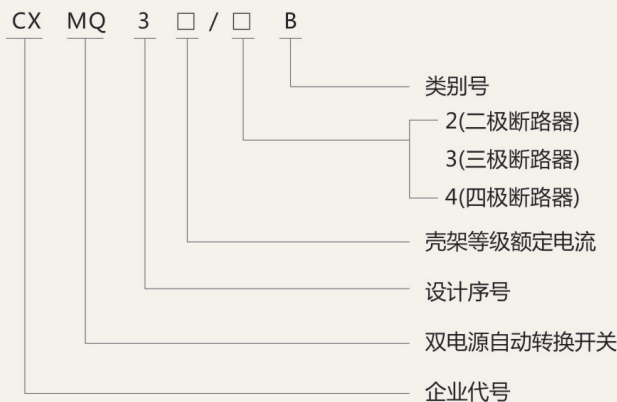 CX MQ 3 □ / □ B
类别号
2(二极断路器)
3(三极断路器)
4(四极断路器)
壳架等级额定电流
设计序号
双电源自动转换开关
企业代号